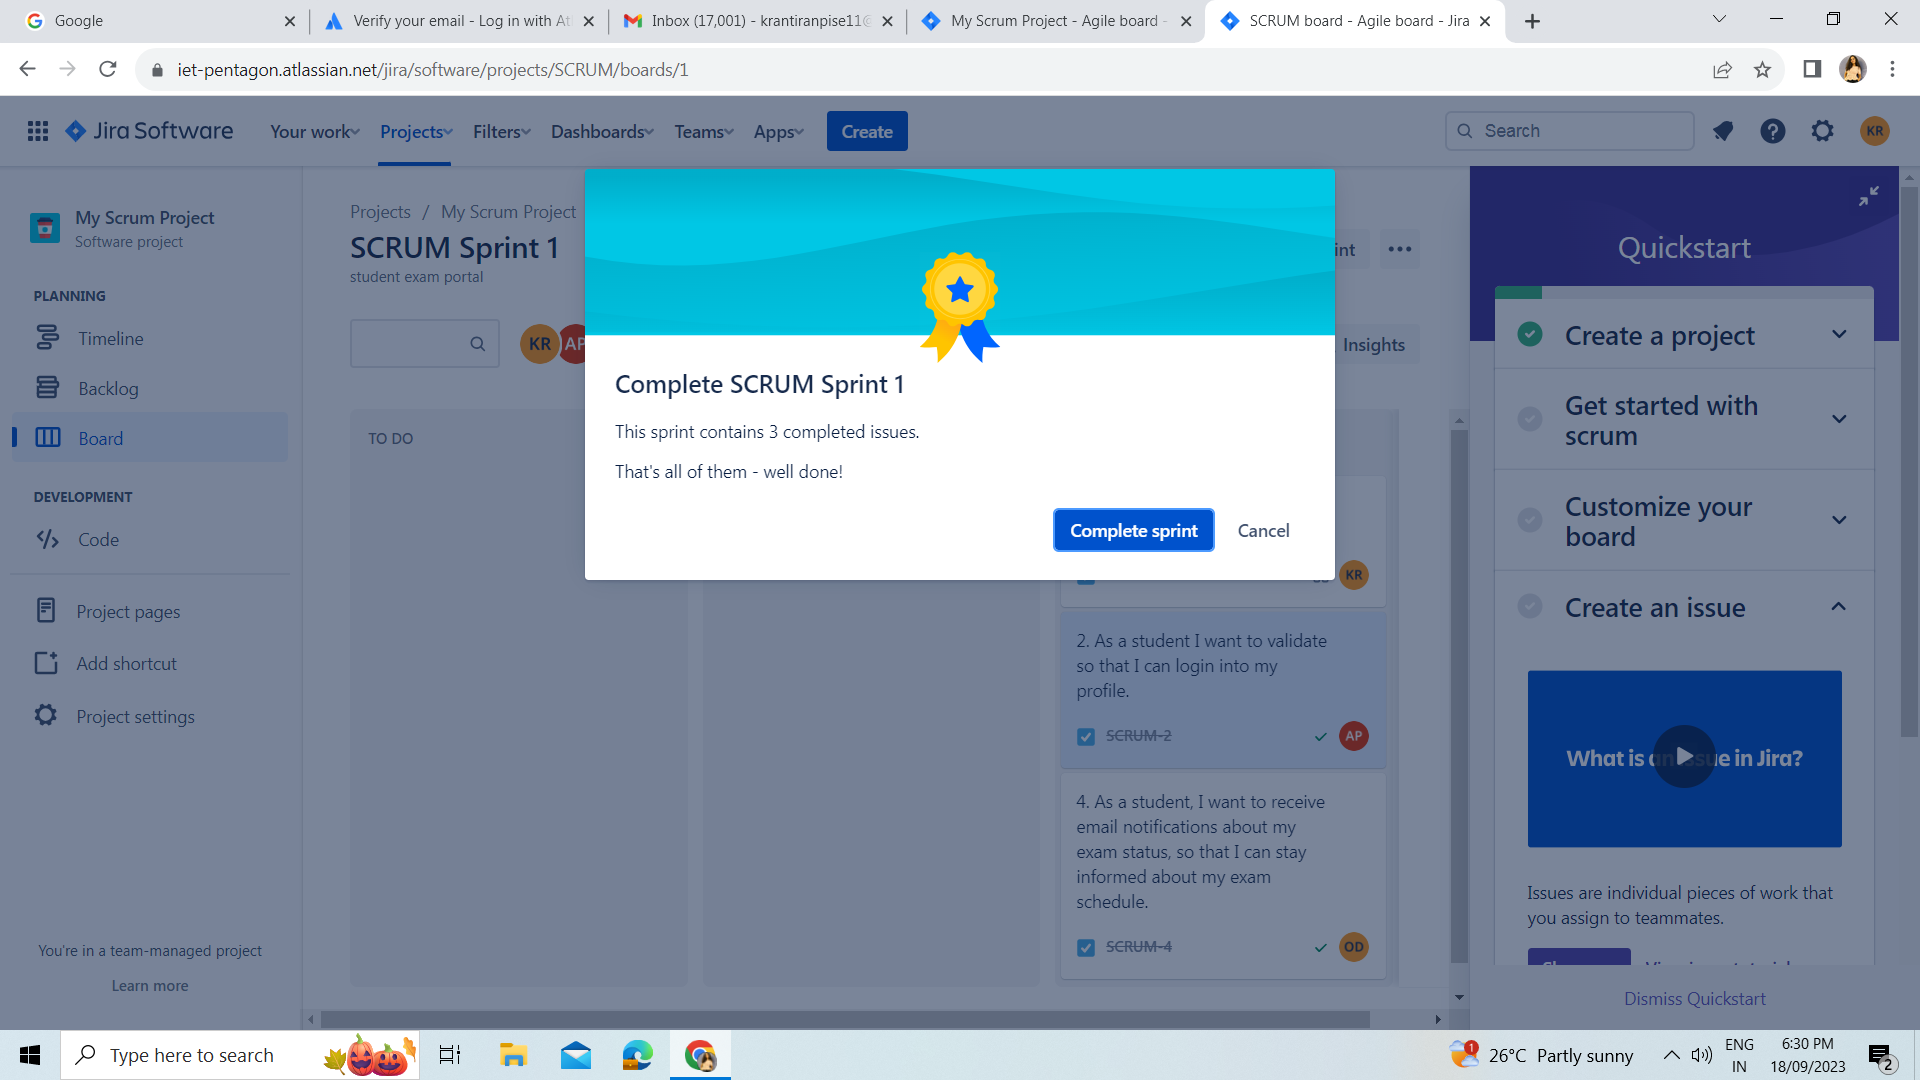 Google
Verify your email - Log in with At
Inbox (17,001) - krantiranpise11@
My Scrum Project - Agile board -
SCRUM board - Agile board - Jira
iet-pentagon.atlassian.net/jira/software/projects/SCRUM/boards/1
Jira Software
Your work
Projects
Filters
Dashboards
Teams
Apps
Create
Search
KR
My Scrum Project
Software project
PLANNING
Timeline
Backlog
Board
DEVELOPMENT
Code
Project pages
Add shortcut
Project settings
You're in a team-managed project
Learn more
Projects / My Scrum Project
SCRUM Sprint 1
student exam portal
KR
AP
Insights
TO DO
Complete SCRUM Sprint 1
This sprint contains 3 completed issues.
That's all of them - well done!
Complete sprint
Cancel
KR
2. As a student I want to validate
so that I can login into my
profile.
SCRUM-2
AP
4. As a student, I want to receive
email notifications about my
exam status, so that I can stay
informed about my exam
schedule.
SCRUM-4
OD
Quickstart
Create a project
Get started with
scrum
Customize your
board
Create an issue
What is an issue in Jira?
Issues are individual pieces of work that
you assign to teammates.
Dismiss Quickstart
Type here to search
1
26°C Partly sunny
ENG
IN
6:30 PM
18/09/2023
2